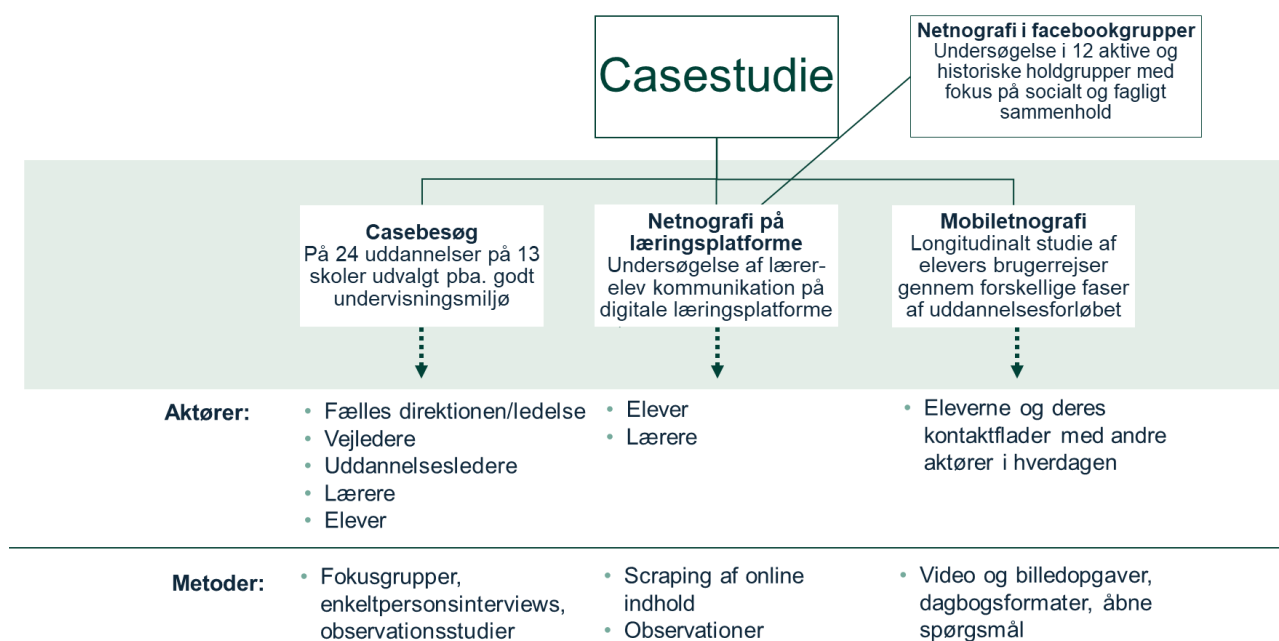 Casestudie
Netnografi i facebookgrupper
Undersøgelse i 12 aktive og
historiske holdgrupper med
fokus på socialt og fagligt
sammenhold
Casebesøg
På 24 uddannelser på 13
skoler udvalgt pba. godt
undervisningsmiljø
Netnografi på
læringsplatforme
Undersøgelse af lærer-
elev kommunikation på
digitale læringsplatforme
Mobiletnografi
Longitudinalt studie af
elevers brugerrejser
gennem forskellige faser
af uddannelsesforløbet
Aktører:
• Fælles direktionen/ledelse
• Vejledere
• Uddannelsesledere
• Lærere
• Elever
• Elever
• Lærere
• Eleverne og deres
kontaktflader med andre
aktører i hverdagen
Metoder:
• Fokusgrupper,
enkeltpersonsinterviews,
observationsstudier
• Scraping af online
indhold
• Observationer
• Video og billedopgaver,
dagbogsformater, åbne
spørgsmål